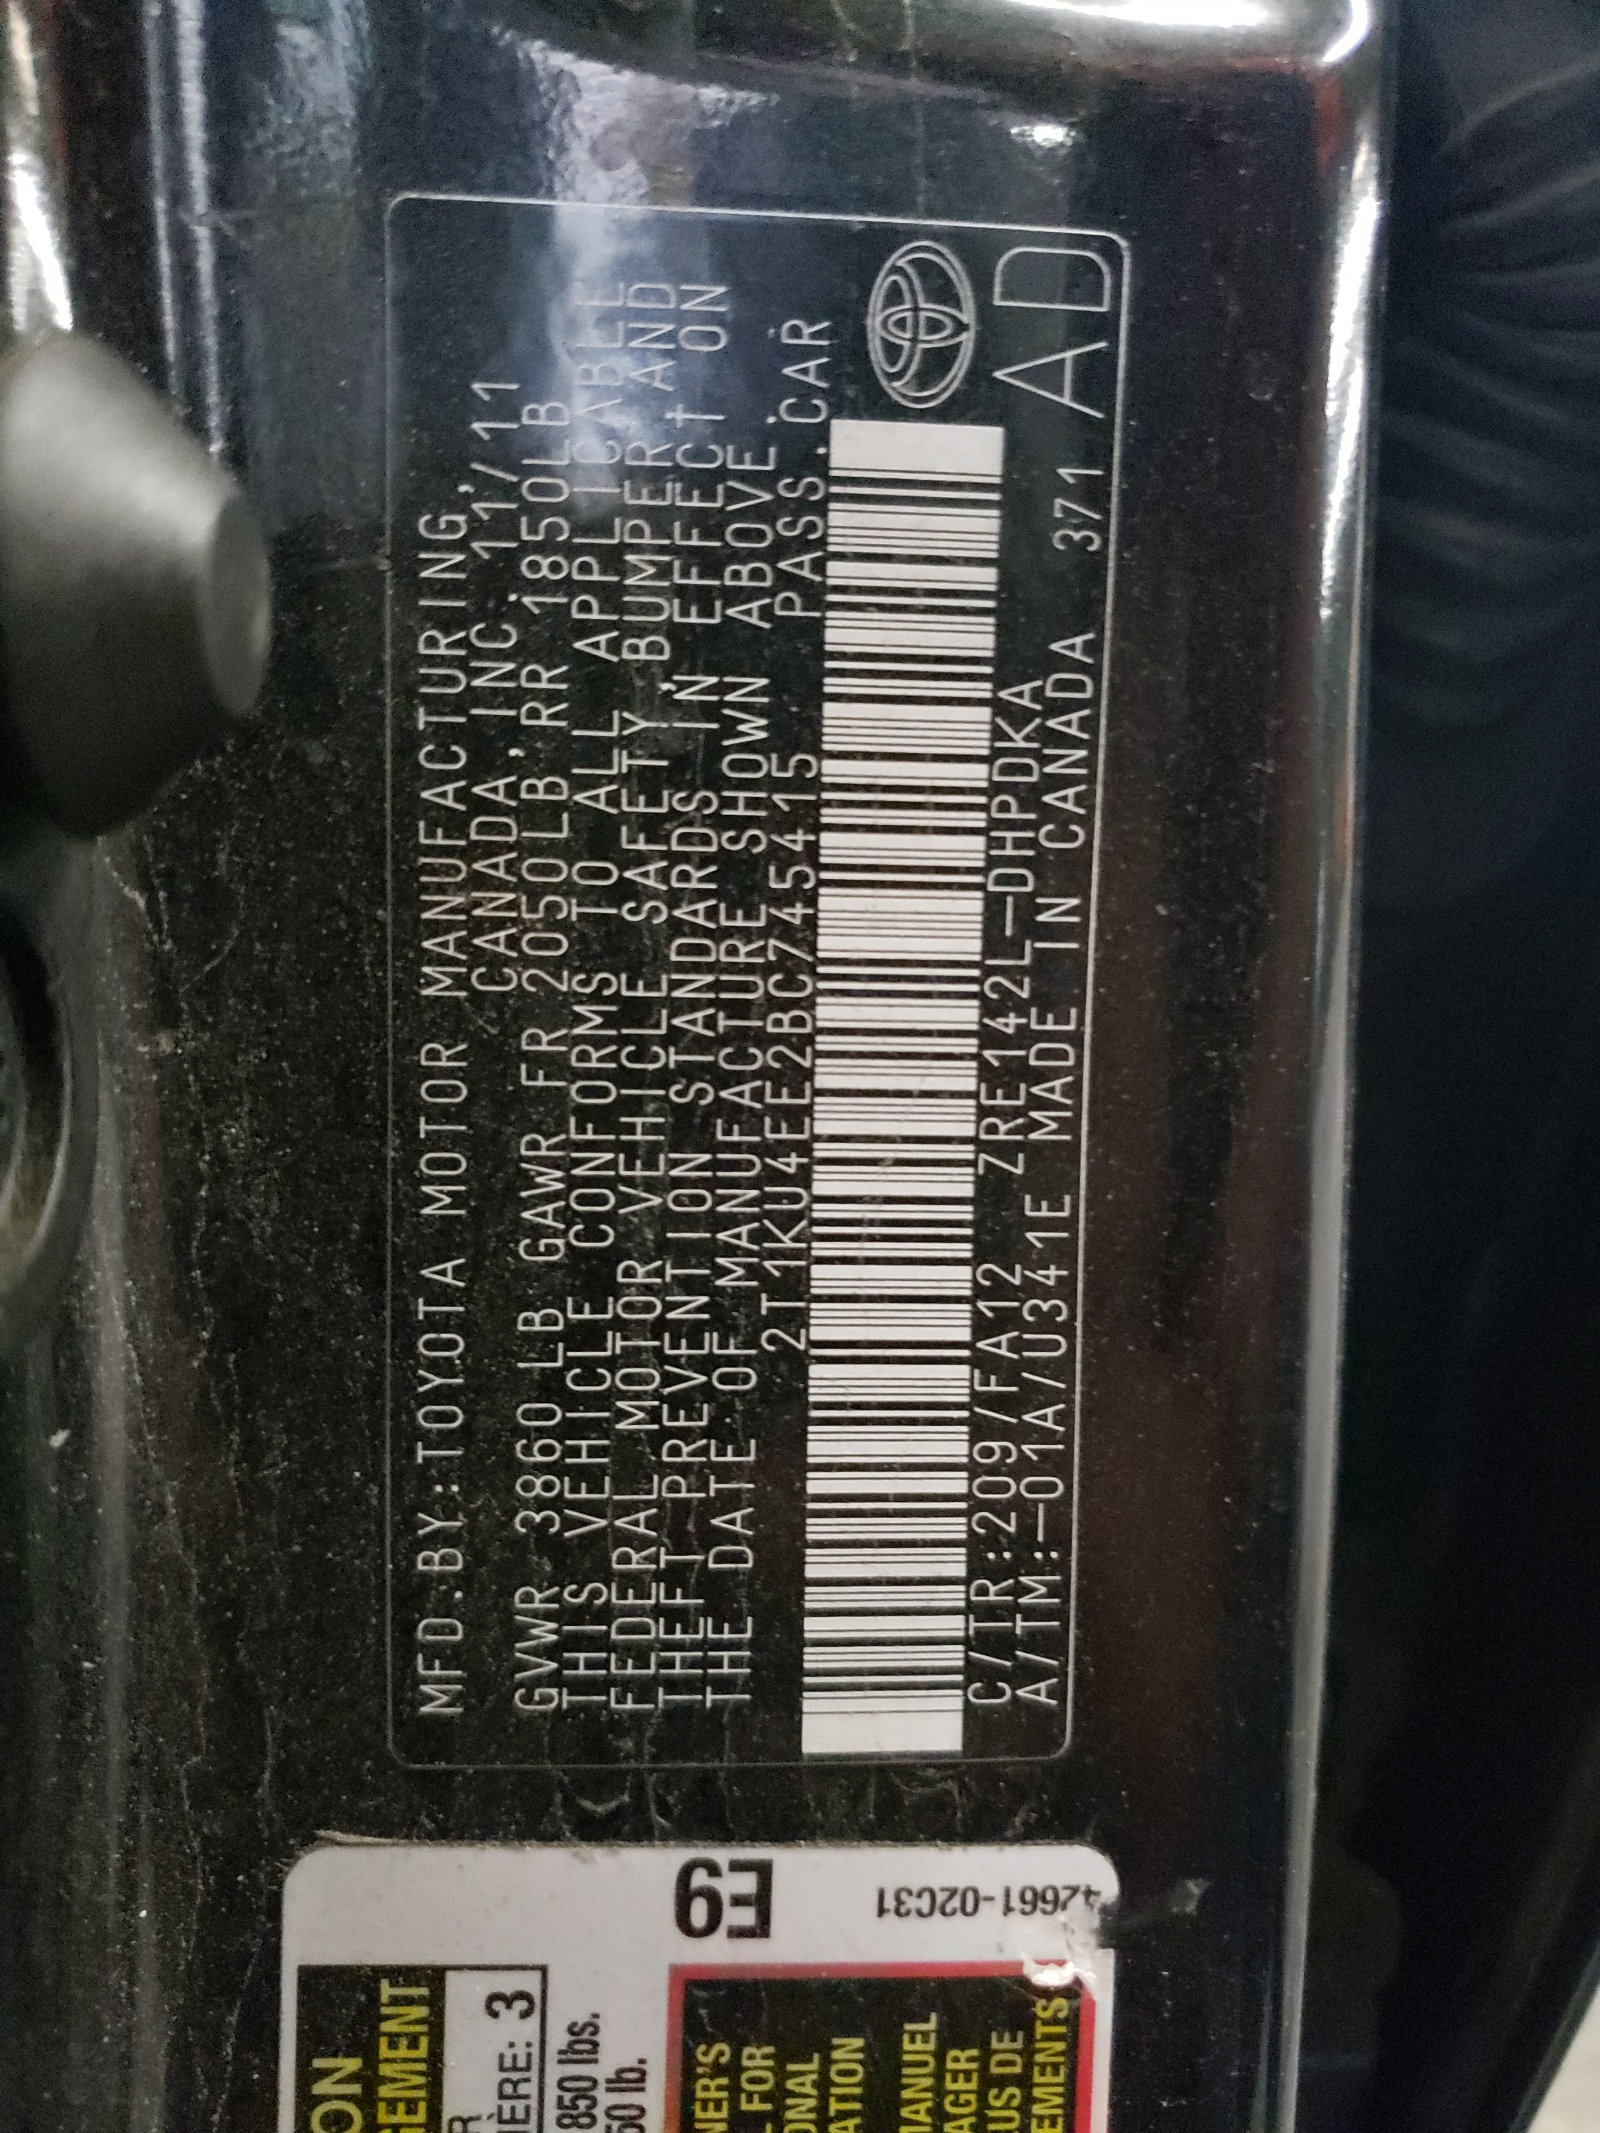 MFD.BY:TOYOTA MOTOR MANUFACTURING,
CANADA,INC. 11/11
GVWR 3860 LB GAWR FR 2050LB,RR 1850LB
THIS VEHICLE CONFORMS TO ALL APPLICABLE
FEDERAL MOTOR VEHICLE SAFETY,BUMPER,AND
THEFT PREVENTION STANDARDS IN EFFECT ON
THE DATE OF MANUFACTURE SHOWN ABOVE.
2T1KU4EE2BC745415 PASS.CAR
C/TR:209/FA12 ZRE142L-DHPDKA
A/TM:-01A/U341E MADE IN CANADA 371 AD
E9
42661-02C31
ION
GEMENT
R
IÈRE: 3
850 lbs.
50 lb.
NER'S
L FOR
ONAL
ATION
MANUEL
AGER
LUS DE
EMENTS